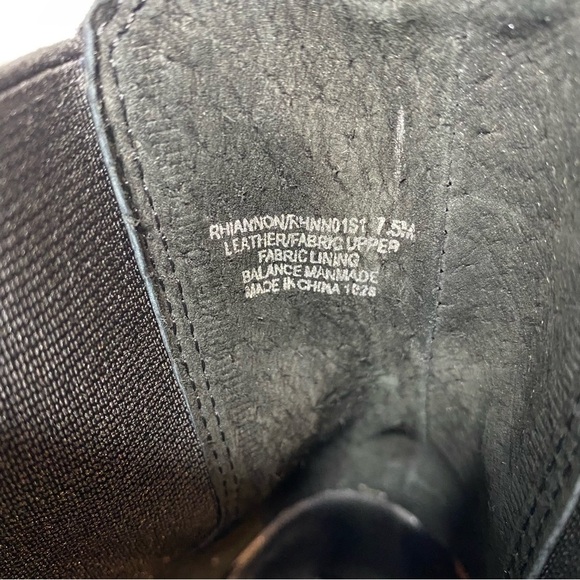 RHIANNON/RHNN01S1 7.5M
LEATHER/FABRIC UPPER
FABRIC LINING
BALANCE MANMADE
MADE IN CHINA 1028